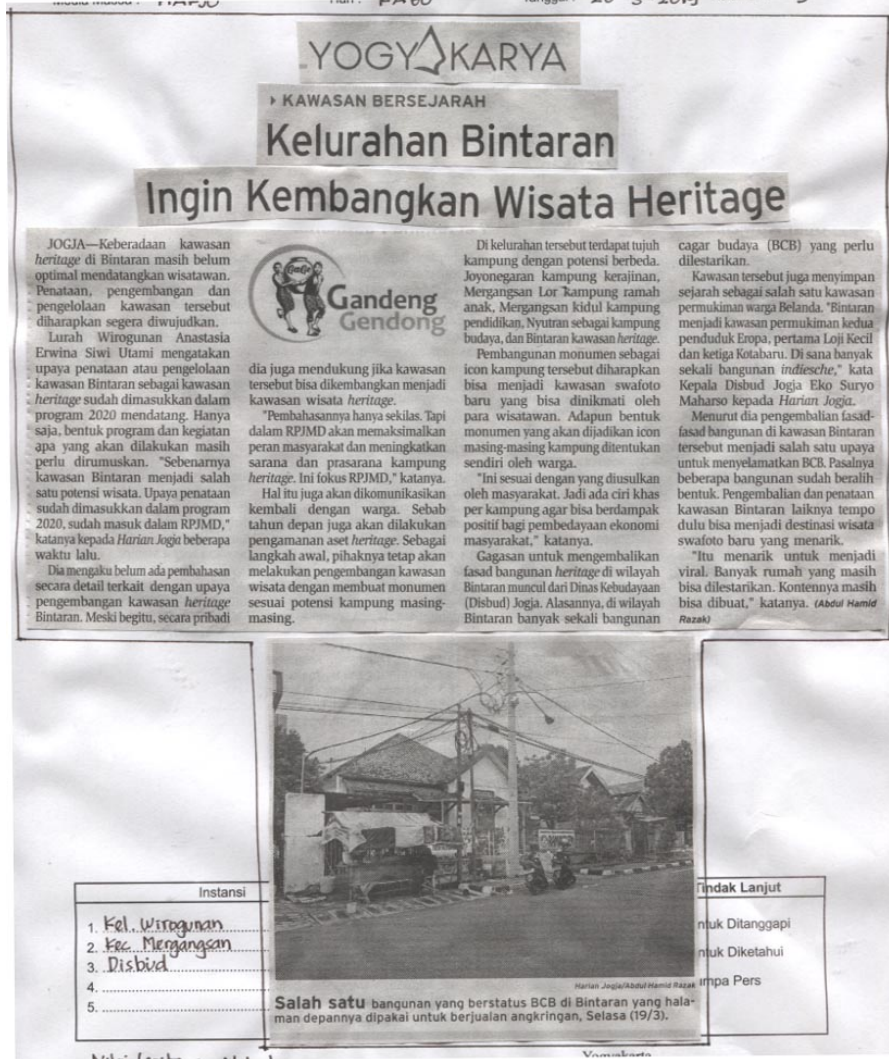 YOGYAKARYA
KAWASAN BERSEJARAH
Kelurahan Bintaran
Ingin Kembangkan Wisata Heritage
JOGJA—Keberadaan kawasan
heritage di Bintaran masih belum
optimal mendatangkan wisatawan.
Penataan, pengembangan dan
pengelolaan kawasan tersebut
diharapkan segera diwujudkan.
Lurah Wirogunan Anastasia
Erwina Siwi Utami mengatakan
upaya penataan atau pengelolaan
kawasan Bintaran sebagai kawasan
heritage sudah dimasukkan dalam
program 2020 mendatang. Hanya
saja, bentuk program dan kegiatan
apa yang akan dilakukan masih
perlu dirumuskan. "Sebenarnya
kawasan Bintaran menjadi salah
satu potensi wisata. Upaya penataan
sudah dimasukkan dalam program
2020, sudah masuk dalam RPJMD,"
katanya kepada Harian Jogja beberapa
waktu lalu.
Dia mengaku belum ada pembahasan
secara detail terkait dengan upaya
pengembangan kawasan heritage
Bintaran. Meski begitu, secara pribadi
Gandeng
Gendong
dia juga mendukung jika kawasan
tersebut bisa dikembangkan menjadi
kawasan wisata heritage.
"Pembahasannya hanya sekilas. Tapi
dalam RPJMD akan memaksimalkan
peran masyarakat dan meningkatkan
sarana dan prasarana kampung
heritage. Ini fokus RPJMD," katanya.
Hal itu juga akan dikomunikasikan
kembali dengan warga. Sebab
tahun depan juga akan dilakukan
pengamanan aset heritage. Sebagai
langkah awal, pihaknya tetap akan
melakukan pengembangan kawasan
wisata dengan membuat monumen
sesuai potensi kampung masing-
masing.
Di kelurahan tersebut terdapat tujuh
kampung dengan potensi berbeda.
Joyonegaran kampung kerajinan,
Mergangsan Lor kampung ramah
anak, Mergangsan kidul kampung
pendidikan, Nyutran sebagai kampung
budaya, dan Bintaran kawasan heritage.
Pembangunan monumen sebagai
icon kampung tersebut diharapkan
bisa menjadi kawasan swafoto
baru yang bisa dinikmati oleh
para wisatawan. Adapun bentuk
monumen yang akan dijadikan icon
masing-masing kampung ditentukan
sendiri oleh warga.
"Ini sesuai dengan yang diusulkan
oleh masyarakat. Jadi ada ciri khas
per kampung agar bisa berdampak
positif bagi pembedayaan ekonomi
masyarakat," katanya.
Gagasan untuk mengembalikan
fasad bangunan heritage di wilayah
Bintaran muncul dari Dinas Kebudayaan
(Disbud) Jogja. Alasannya, di wilayah
Bintaran banyak sekali bangunan
cagar budaya (BCB) yang perlu
dilestarikan.
Kawasan tersebut juga menyimpan
sejarah sebagai salah satu kawasan
permukiman warga Belanda. "Bintaran
menjadi kawasan permukiman kedua
penduduk Eropa, pertama Loji Kecil
dan ketiga Kotabaru. Di sana banyak
sekali bangunan indiesche," kata
Kepala Disbud Jogja Eko Suryo
Maharso kepada Harian Jogja.
Menurut dia pengembalian fasad-
fasad bangunan di kawasan Bintaran
tersebut menjadi salah satu upaya
untuk menyelamatkan BCB. Pasalnya
beberapa bangunan sudah beralih
bentuk. Pengembalian dan penataan
kawasan Bintaran laiknya tempo
dulu bisa menjadi destinasi wisata
swafoto baru yang menarik.
"Itu menarik untuk menjadi
viral. Banyak rumah yang masih
bisa dilestarikan. Kontennya masih
bisa dibuat," katanya. (Abdul Hamid
Razak)
Harian Jogja/Abdul Hamid Razak
Salah satu bangunan yang berstatus BCB di Bintaran yang hala-
man depannya dipakai untuk berjualan angkringan, Selasa (19/3).
Instansi
1. Kel. Wirogunan
2. Kec Mergangsan
3. Disbud
4.
5.
Tindak Lanjut
ntuk Ditanggapi
ntuk Diketahui
mpa Pers